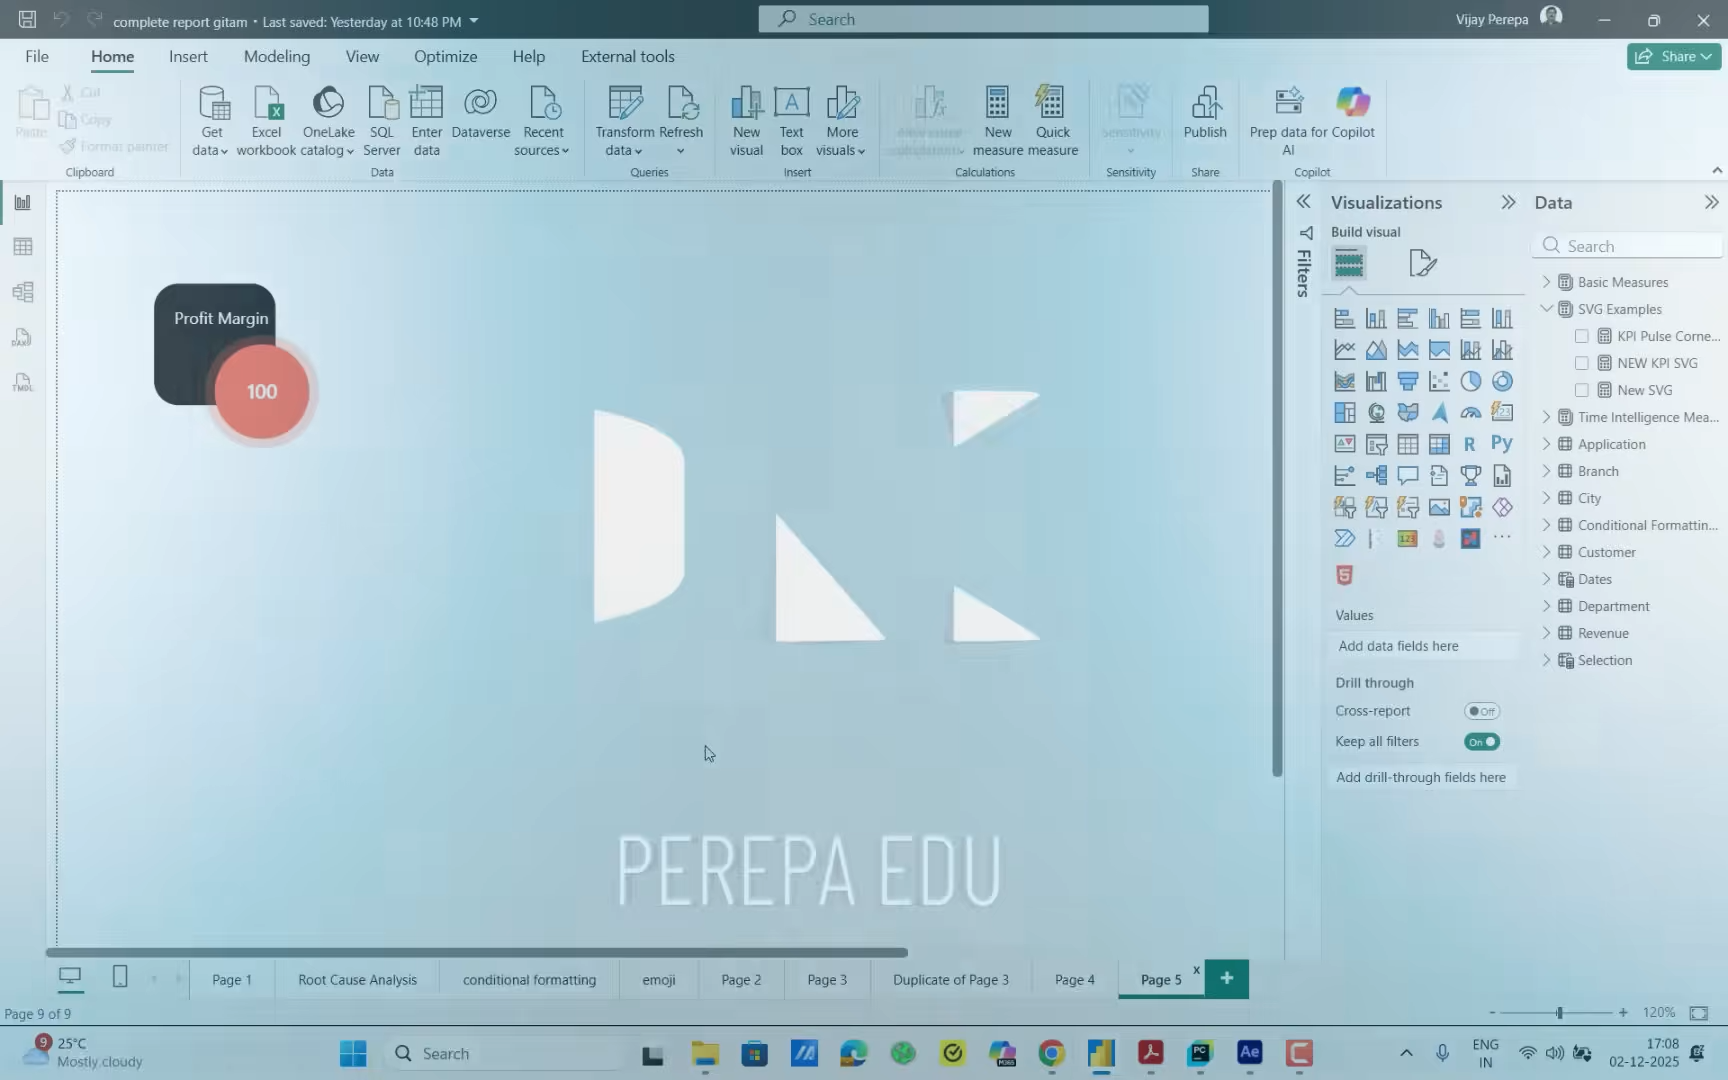 complete report gitam • Last saved: Yesterday at 10:48 PM
Search
Vijay Perepa
File Home Insert Modeling View Optimize Help External tools
Share
Paste
Cut
Copy
Format painter
Clipboard
Get data
Excel workbook
OneLake catalog
SQL Server
Enter data
Dataverse
Recent sources
Data
Transform data
Refresh
Queries
New visual
Text box
More visuals
Insert
New measure
Quick measure
Calculations
Sensitivity
Sensitivity
Publish
Share
Prep data for AI
Copilot
Copilot
Profit Margin
100
PEREPA EDU
Filters
Visualizations
Build visual
Values
Add data fields here
Drill through
Cross-report
Off
Keep all filters
On
Add drill-through fields here
Data
Search
Basic Measures
SVG Examples
KPI Pulse Corne...
NEW KPI SVG
New SVG
Time Intelligence Mea...
Application
Branch
City
Conditional Formattin...
Customer
Dates
Department
Revenue
Selection
Page 1
Root Cause Analysis
conditional formatting
emoji
Page 2
Page 3
Duplicate of Page 3
Page 4
Page 5
Page 9 of 9
120%
9
25°C
Mostly cloudy
Search
ENG
IN
17:08
02-12-2025